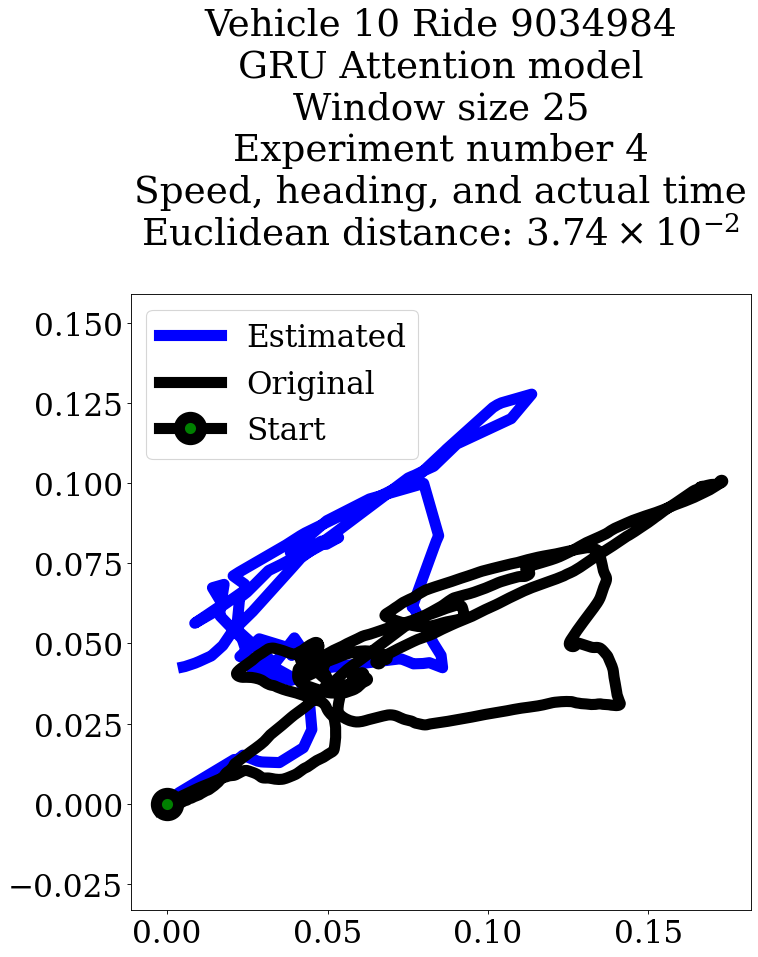 Vehicle 10 Ride 9034984
GRU Attention model
Window size 25
Experiment number 4
Speed, heading, and actual time
Euclidean distance: 3.74 × 10⁻²
0.150
0.125
0.100
0.075
0.050
0.025
0.000
−0.025
Estimated
Original
Start
0.00 0.05 0.10 0.15